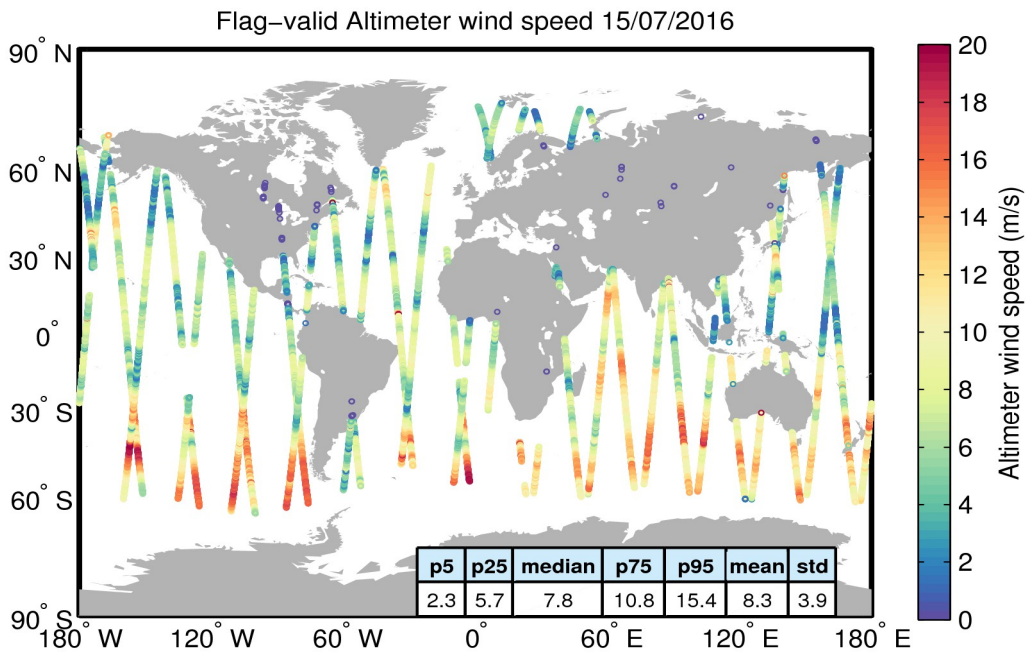 Flag–valid Altimeter wind speed 15/07/2016
90° N
60° N
30° N
0°
30° S
60° S
90° S
180° W
120° W
60° W
0°
60° E
120° E
180° E
p5 p25 median p75 p95 mean std
2.3 5.7 7.8 10.8 15.4 8.3 3.9
20
18
16
14
12
10
8
6
4
2
0
Altimeter wind speed (m/s)